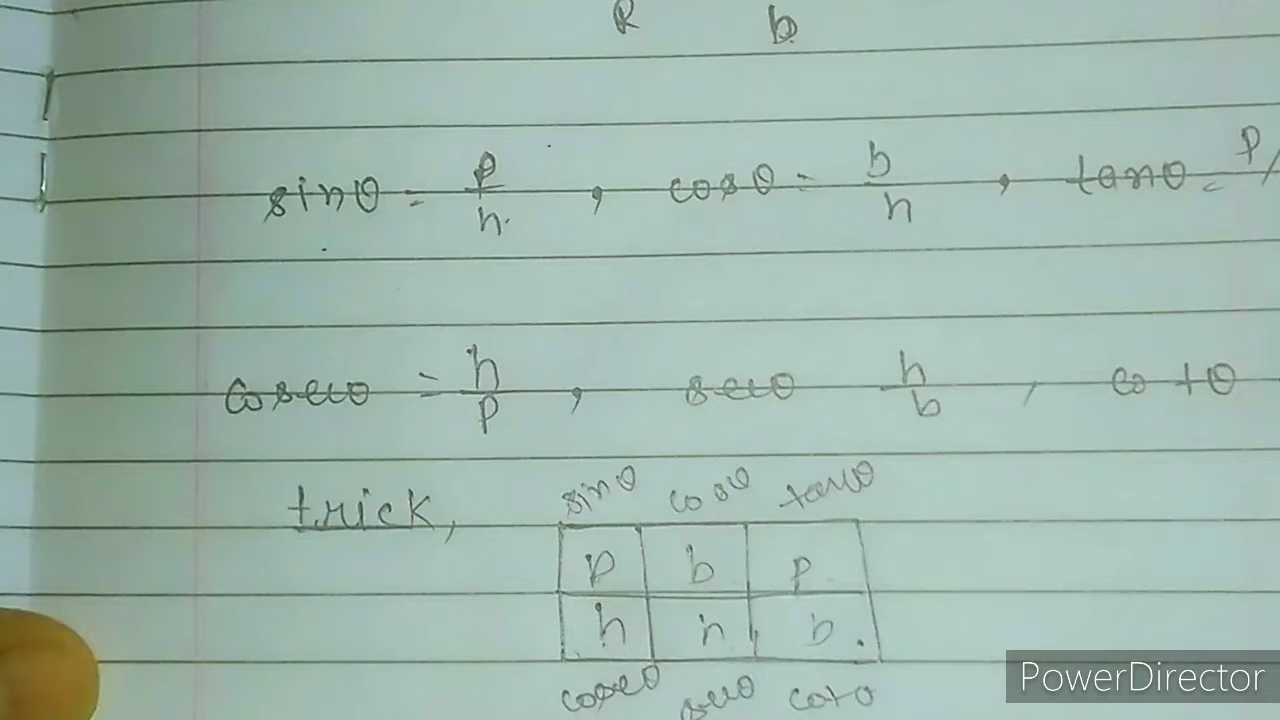 R b
sinθ = p/h , cosθ = b/h , tanθ = p/
cosecθ = h/p , secθ h/b , cotθ
trick,
sinθ cosθ tanθ
p b p
h h b
cosecθ secθ cotθ
PowerDirector